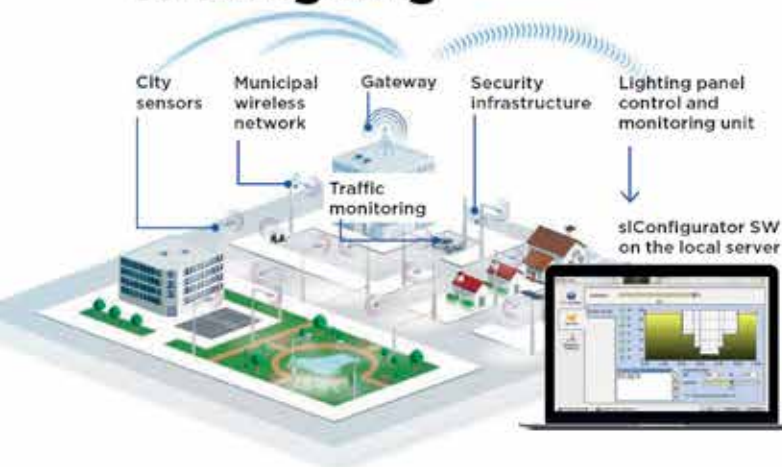 City
sensors
Municipal
wireless
network
Gateway
Security
infrastructure
Lighting panel
control and
monitoring unit
Traffic
monitoring
slConfigurator SW
on the local server